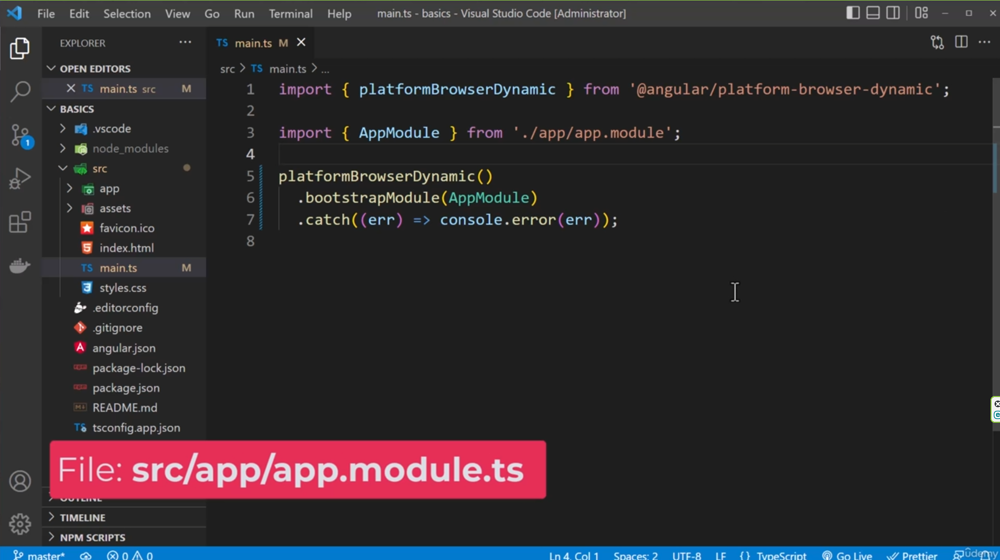 File Edit Selection View Go Run Terminal Help main.ts - basics - Visual Studio Code [Administrator]
EXPLORER
TS main.ts M
OPEN EDITORS
src > TS main.ts > ...
TS main.ts src M
1 import { platformBrowserDynamic } from '@angular/platform-browser-dynamic';
BASICS
2
.vscode
3 import { AppModule } from './app/app.module';
node_modules
4
src
5 platformBrowserDynamic()
app
6 .bootstrapModule(AppModule)
assets
7 .catch((err) => console.error(err));
favicon.ico
8
index.html
TS main.ts M
styles.css
.editorconfig
.gitignore
angular.json
package-lock.json
package.json
README.md
TS tsconfig.app.json
File: src/app/app.module.ts
OUTLINE
TIMELINE
NPM SCRIPTS
1
master* 0 0 Ln 4, Col 1 Spaces: 2 UTF-8 LF {} TypeScript Go Live Prettier
ûdemy